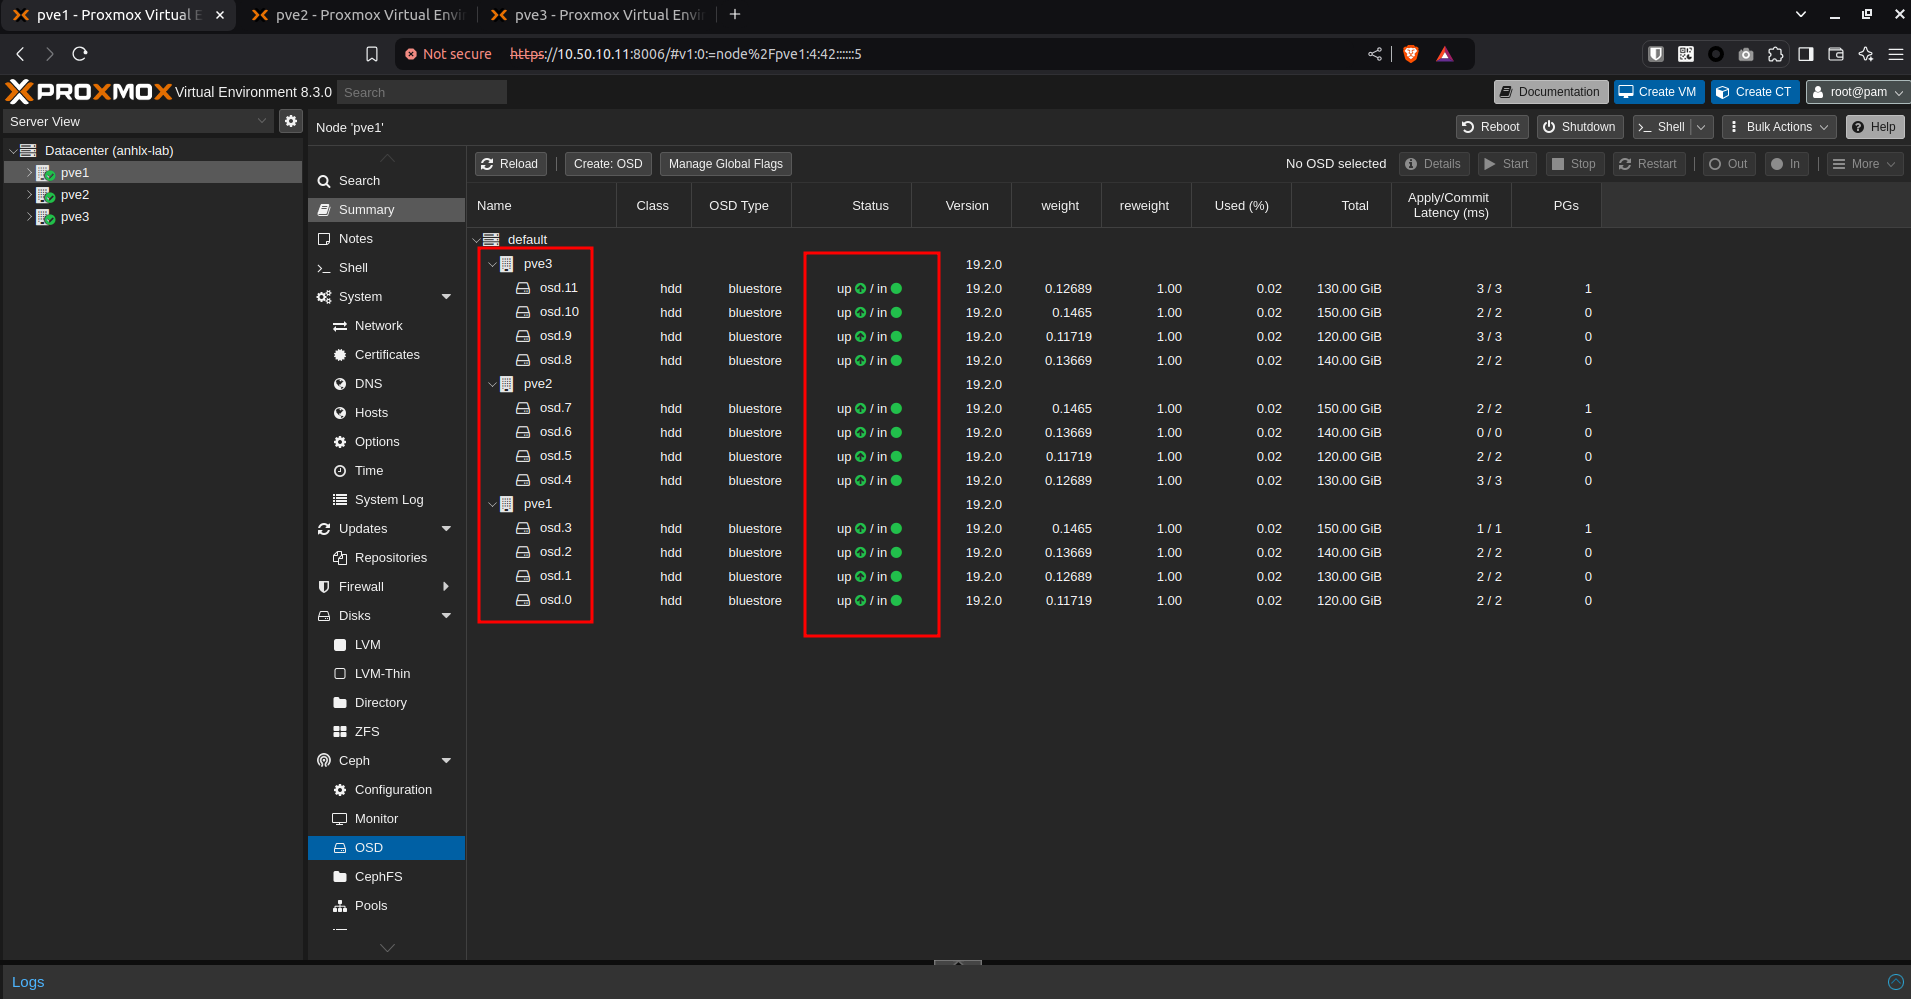 pve1 - Proxmox Virtual E
pve2 - Proxmox Virtual Envir
pve3 - Proxmox Virtual Envir
Not secure https://10.50.10.11:8006/#v1:0:=node%2Fpve1:4:42::::::5
PROXMOX Virtual Environment 8.3.0 Search
Documentation Create VM Create CT root@pam
Server View
Node 'pve1'
Reboot Shutdown >_ Shell Bulk Actions Help
Datacenter (anhlx-lab)
pve1
pve2
pve3
Search
Summary
Notes
Shell
System
Network
Certificates
DNS
Hosts
Options
Time
System Log
Updates
Repositories
Firewall
Disks
LVM
LVM-Thin
Directory
ZFS
Ceph
Configuration
Monitor
OSD
CephFS
Pools
Reload Create: OSD Manage Global Flags No OSD selected Details Start Stop Restart Out In More
Name Class OSD Type Status Version weight reweight Used (%) Total Apply/Commit Latency (ms) PGs
default
pve3 19.2.0
osd.11 hdd bluestore up / in 19.2.0 0.12689 1.00 0.02 130.00 GiB 3 / 3 1
osd.10 hdd bluestore up / in 19.2.0 0.1465 1.00 0.02 150.00 GiB 2 / 2 0
osd.9 hdd bluestore up / in 19.2.0 0.11719 1.00 0.02 120.00 GiB 3 / 3 0
osd.8 hdd bluestore up / in 19.2.0 0.13669 1.00 0.02 140.00 GiB 2 / 2 0
pve2 19.2.0
osd.7 hdd bluestore up / in 19.2.0 0.1465 1.00 0.02 150.00 GiB 2 / 2 1
osd.6 hdd bluestore up / in 19.2.0 0.13669 1.00 0.02 140.00 GiB 0 / 0 0
osd.5 hdd bluestore up / in 19.2.0 0.11719 1.00 0.02 120.00 GiB 2 / 2 0
osd.4 hdd bluestore up / in 19.2.0 0.12689 1.00 0.02 130.00 GiB 3 / 3 0
pve1 19.2.0
osd.3 hdd bluestore up / in 19.2.0 0.1465 1.00 0.02 150.00 GiB 1 / 1 1
osd.2 hdd bluestore up / in 19.2.0 0.13669 1.00 0.02 140.00 GiB 2 / 2 0
osd.1 hdd bluestore up / in 19.2.0 0.12689 1.00 0.02 130.00 GiB 2 / 2 0
osd.0 hdd bluestore up / in 19.2.0 0.11719 1.00 0.02 120.00 GiB 2 / 2 0
Logs